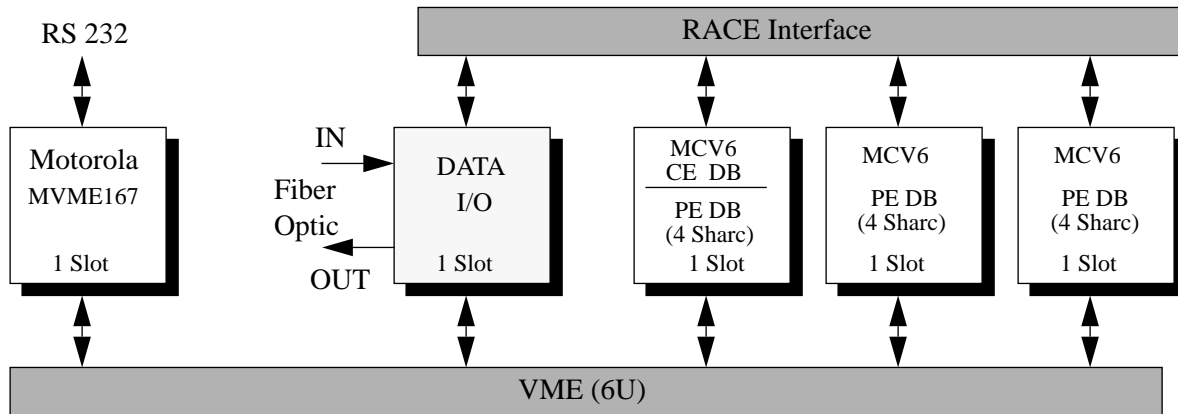 RS 232
RACE Interface
Motorola
MVME167
1 Slot
IN
Fiber
Optic
OUT
DATA
I/O
1 Slot
MCV6
CE DB
PE DB
(4 Sharc)
1 Slot
MCV6
PE DB
(4 Sharc)
1 Slot
MCV6
PE DB
(4 Sharc)
1 Slot
VME (6U)